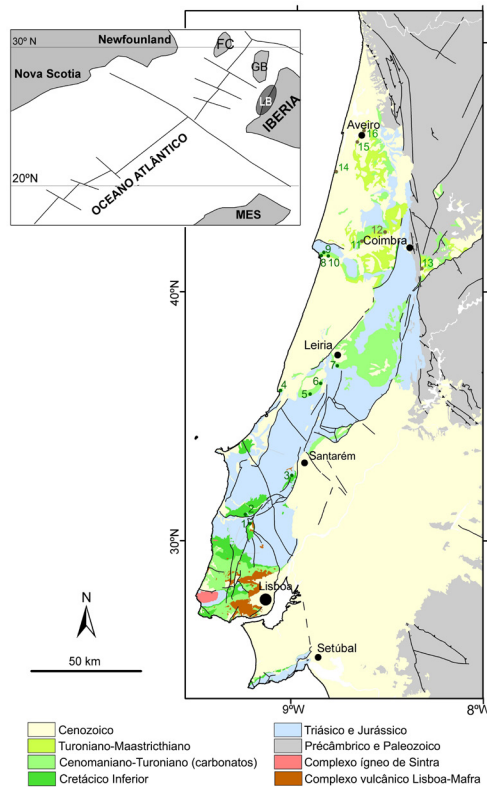 30º N
Newfoundland
FC
GB
Nova Scotia
LB
IBERIA
OCEANO ATLÂNTICO
20ºN
MES
Aveiro
16
15
14
12
11
Coimbra
13
9
8 10
40ºN
Leiria
7
6
4
5
Santarém
3
2
1
30ºN
Lisboa
N
50 km
Setúbal
9ºW
8ºW
Cenozoico
Turoniano-Maastricthiano
Cenomaniano-Turoniano (carbonatos)
Cretácico Inferior
Triásico e Jurássico
Précâmbrico e Paleozoico
Complexo ígneo de Sintra
Complexo vulcânico Lisboa-Mafra